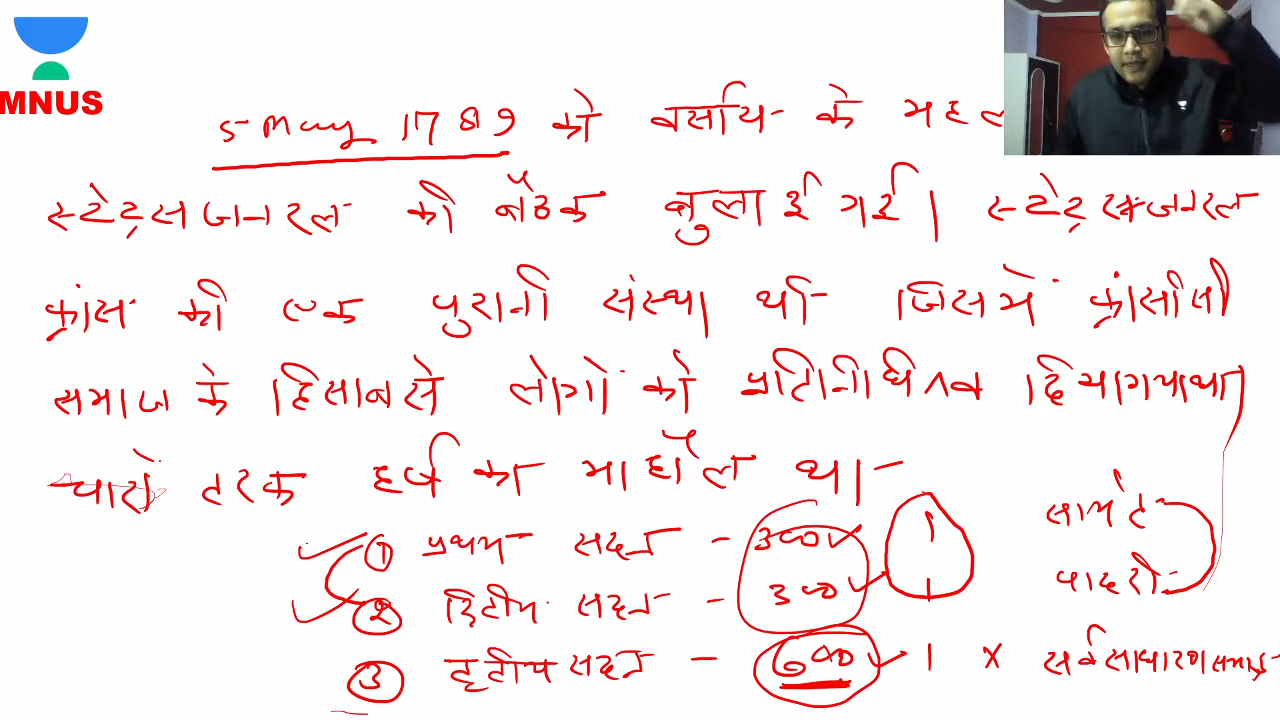 MNUS
5 May 1789 को वर्साय के महल
स्टेट्स जनरल की बैठक बुलाई गई। स्टेट्स जनरल
फ्रांस की एक पुरानी संस्था थी जिसमें फ्रांसीसी
समाज के हिसाब से लोगों को प्रतिनिधित्व दिया गया था
चारों तरफ हर्ष का माहौल था
① प्रथम सदन - 300 1 सामंत
② द्वितीय सदन - 300 1 पादरी
③ तृतीय सदन - 600 1 x सर्वसाधारण समाज